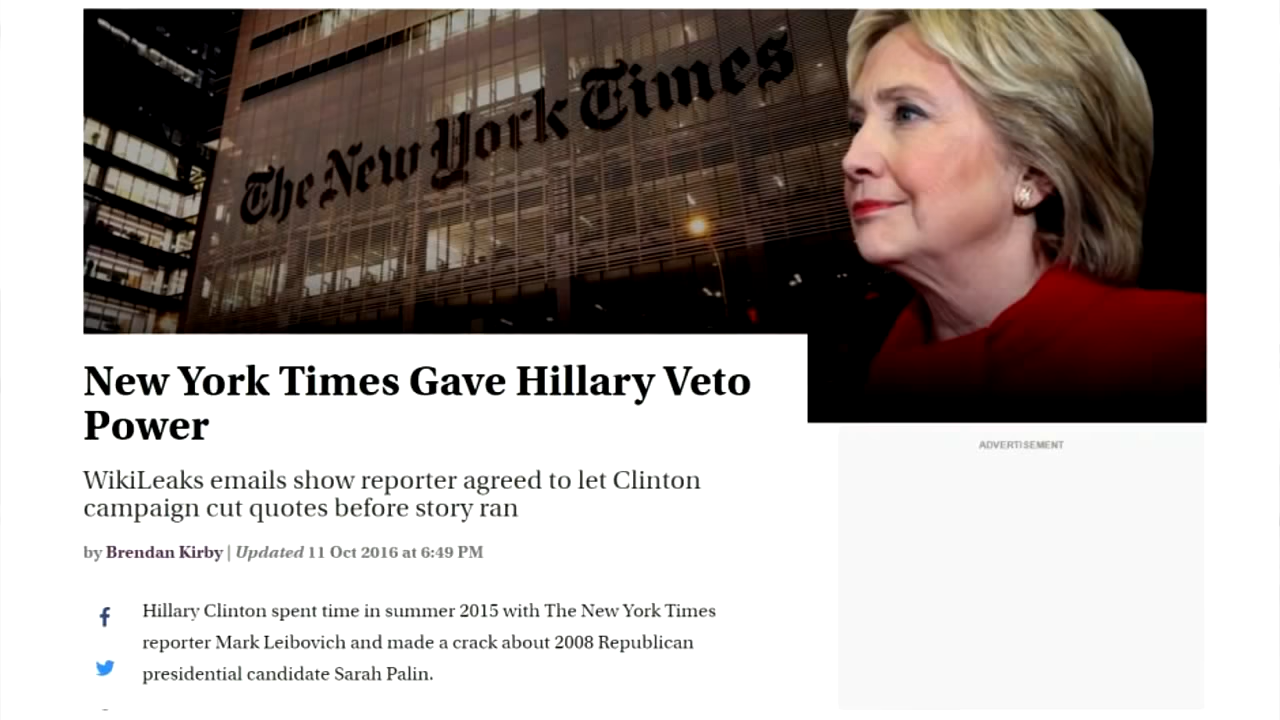 The New York Times
New York Times Gave Hillary Veto
Power
WikiLeaks emails show reporter agreed to let Clinton
campaign cut quotes before story ran
by Brendan Kirby | Updated 11 Oct 2016 at 6:49 PM
ADVERTISEMENT
Hillary Clinton spent time in summer 2015 with The New York Times
reporter Mark Leibovich and made a crack about 2008 Republican
presidential candidate Sarah Palin.